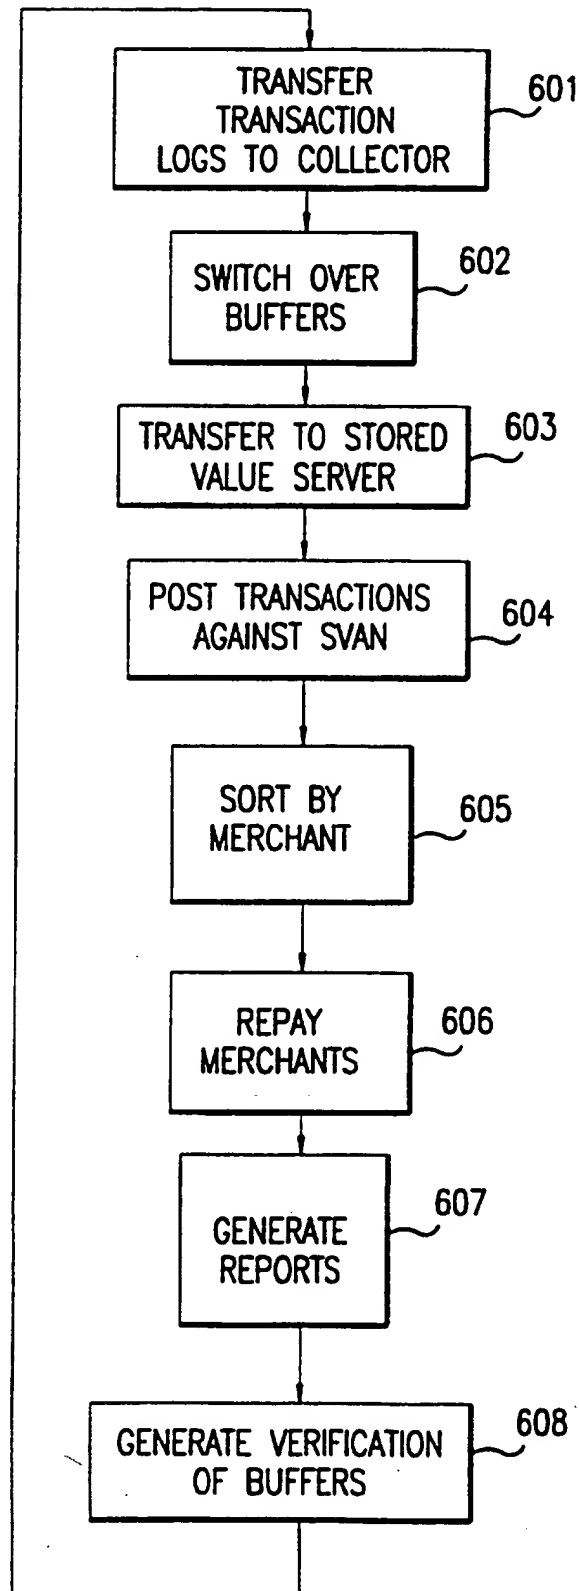 TRANSFER
TRANSACTION
LOGS TO COLLECTOR
601
SWITCH OVER
BUFFERS
602
TRANSFER TO STORED
VALUE SERVER
603
POST TRANSACTIONS
AGAINST SVAN
604
SORT BY
MERCHANT
605
REPAY
MERCHANTS
606
GENERATE
REPORTS
607
GENERATE VERIFICATION
OF BUFFERS
608